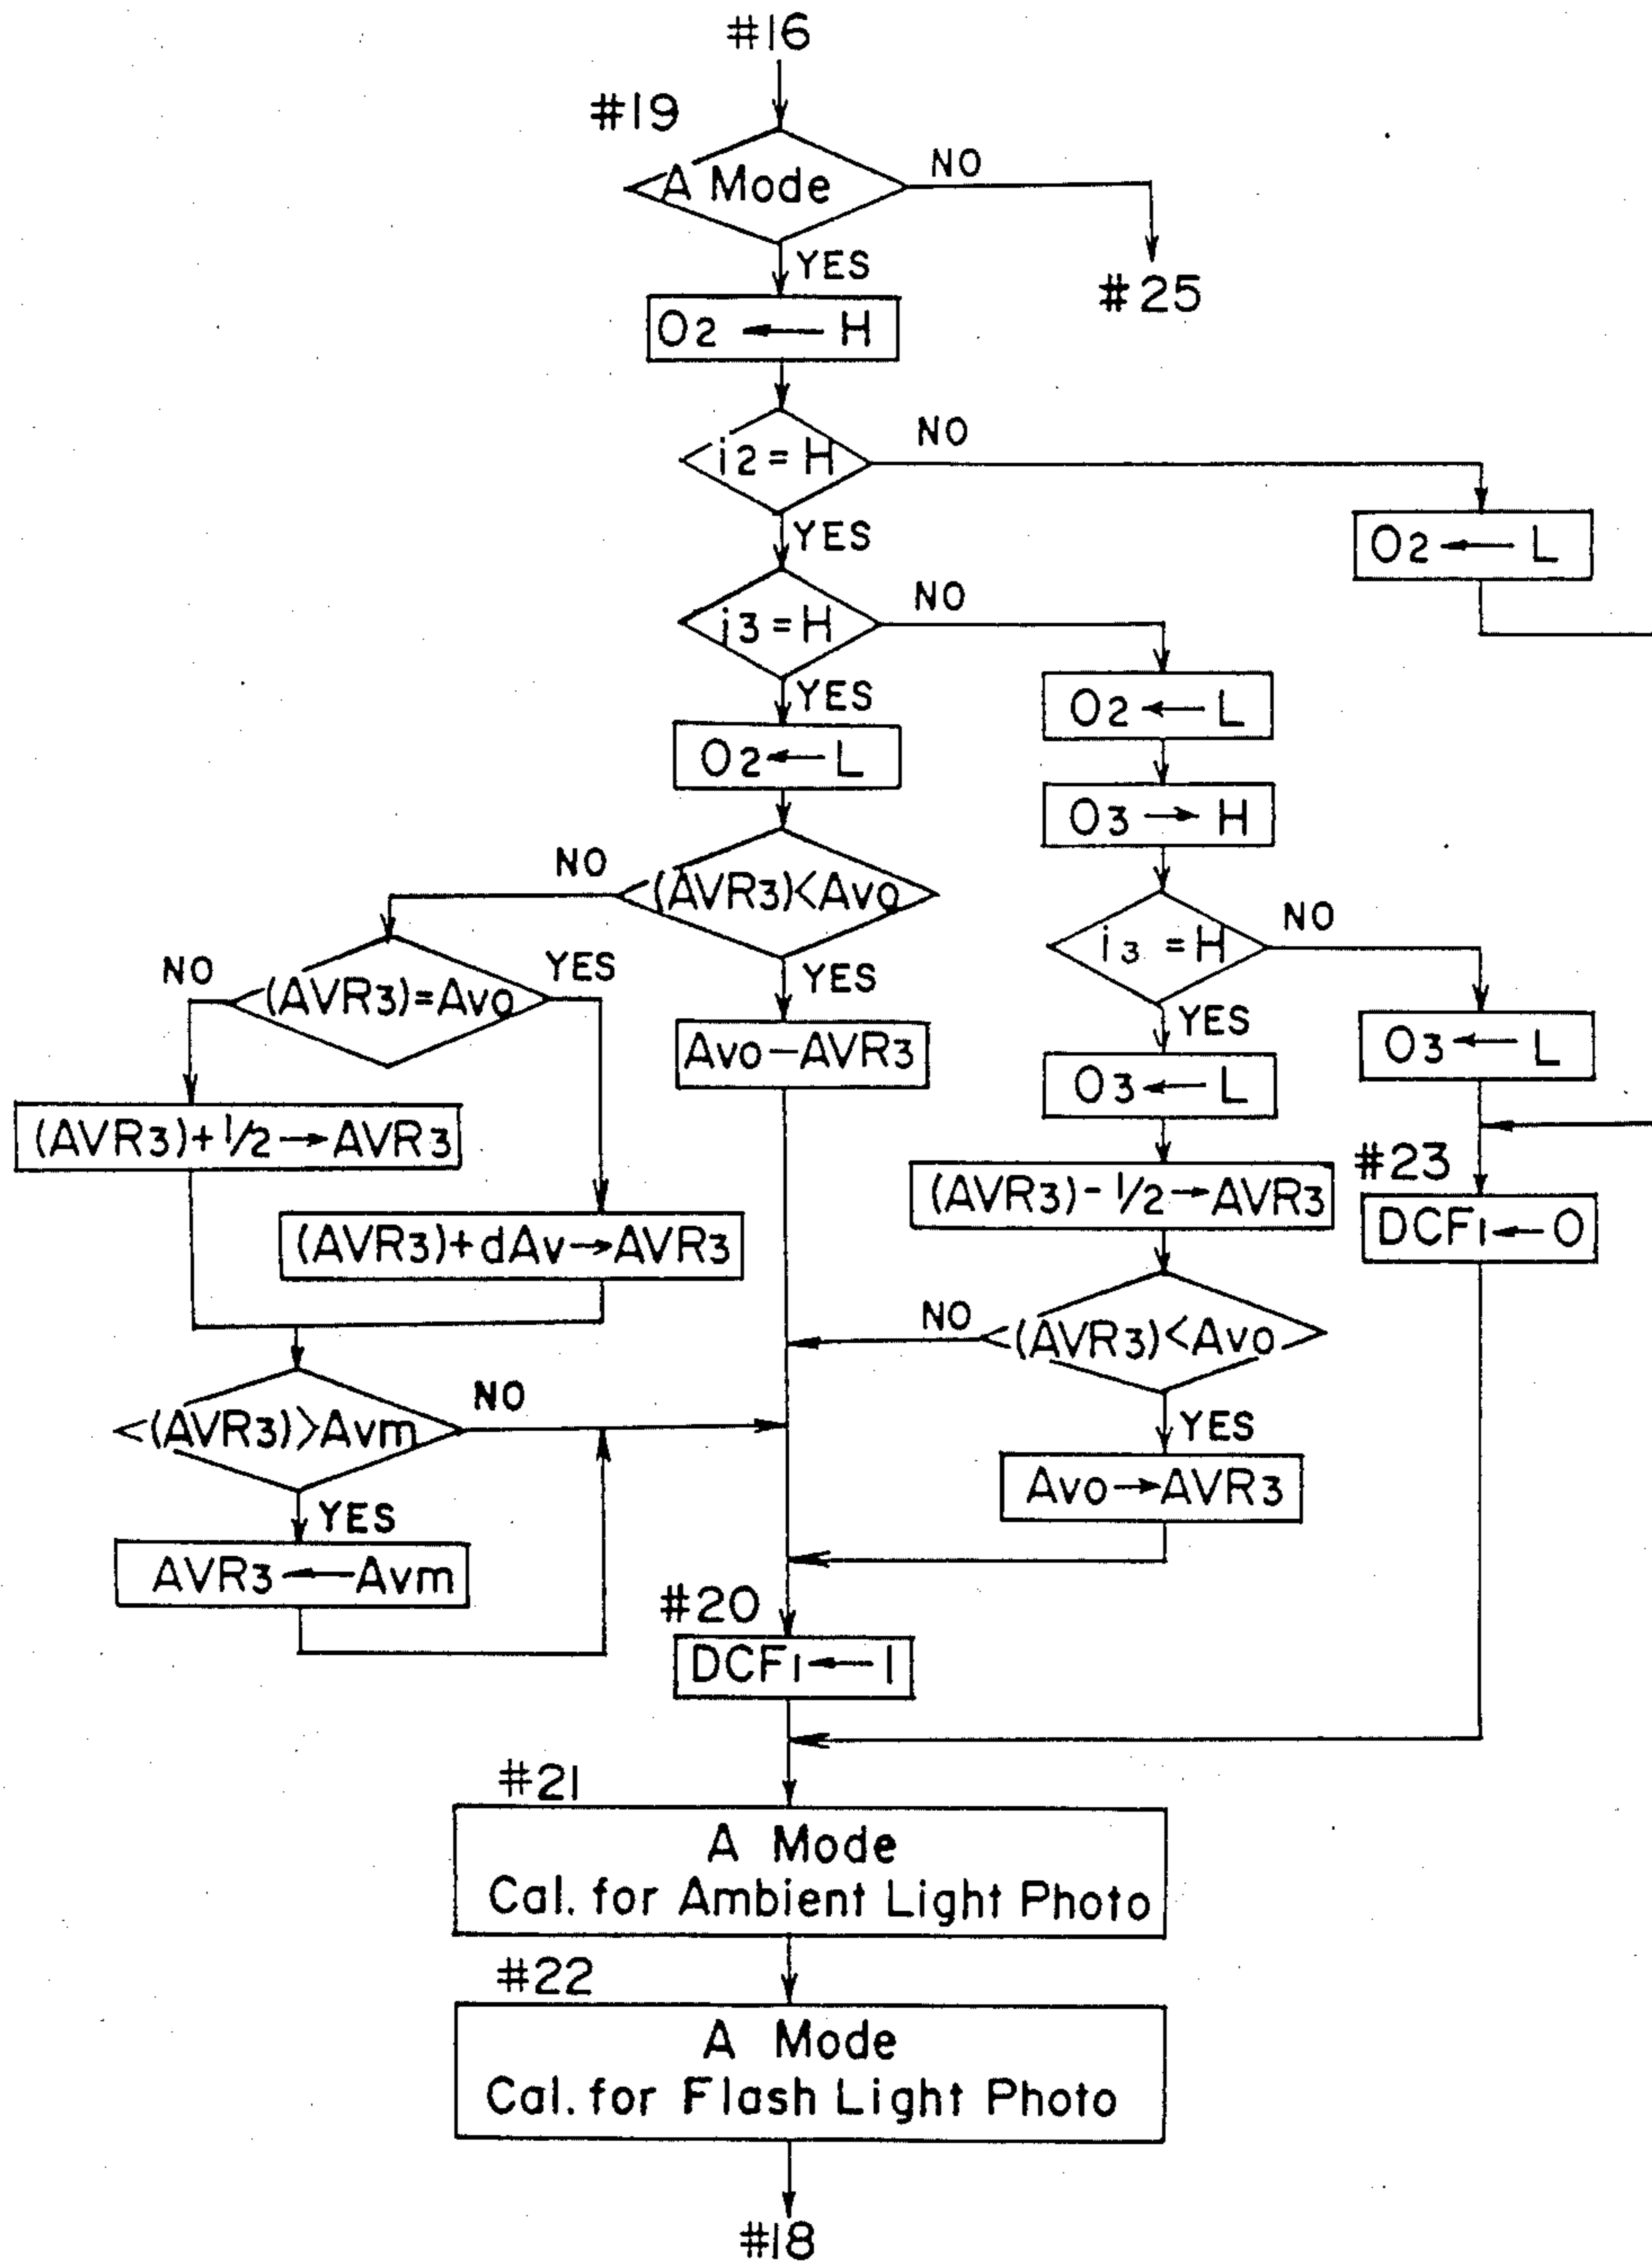 #16
#19
A Mode
NO
YES
#25
O2 ← H
i2 = H
NO
YES
O2 ← L
i3 = H
NO
YES
O2 ← L
O2 ← L
O3 → H
(AVR3)<Avo
NO
YES
i3 = H
NO
YES
(AVR3)=Avo
NO
YES
Avo–AVR3
O3 ← L
O3 ← L
(AVR3)+1/2→AVR3
#23
(AVR3)-1/2→AVR3
DCF1←0
(AVR3)+dAv→AVR3
NO
(AVR3)<Avo
YES
(AVR3)>Avm
NO
YES
Avo→AVR3
AVR3←Avm
#20
DCF1←1
#21
A Mode
Cal. for Ambient Light Photo
#22
A Mode
Cal. for Flash Light Photo
#18